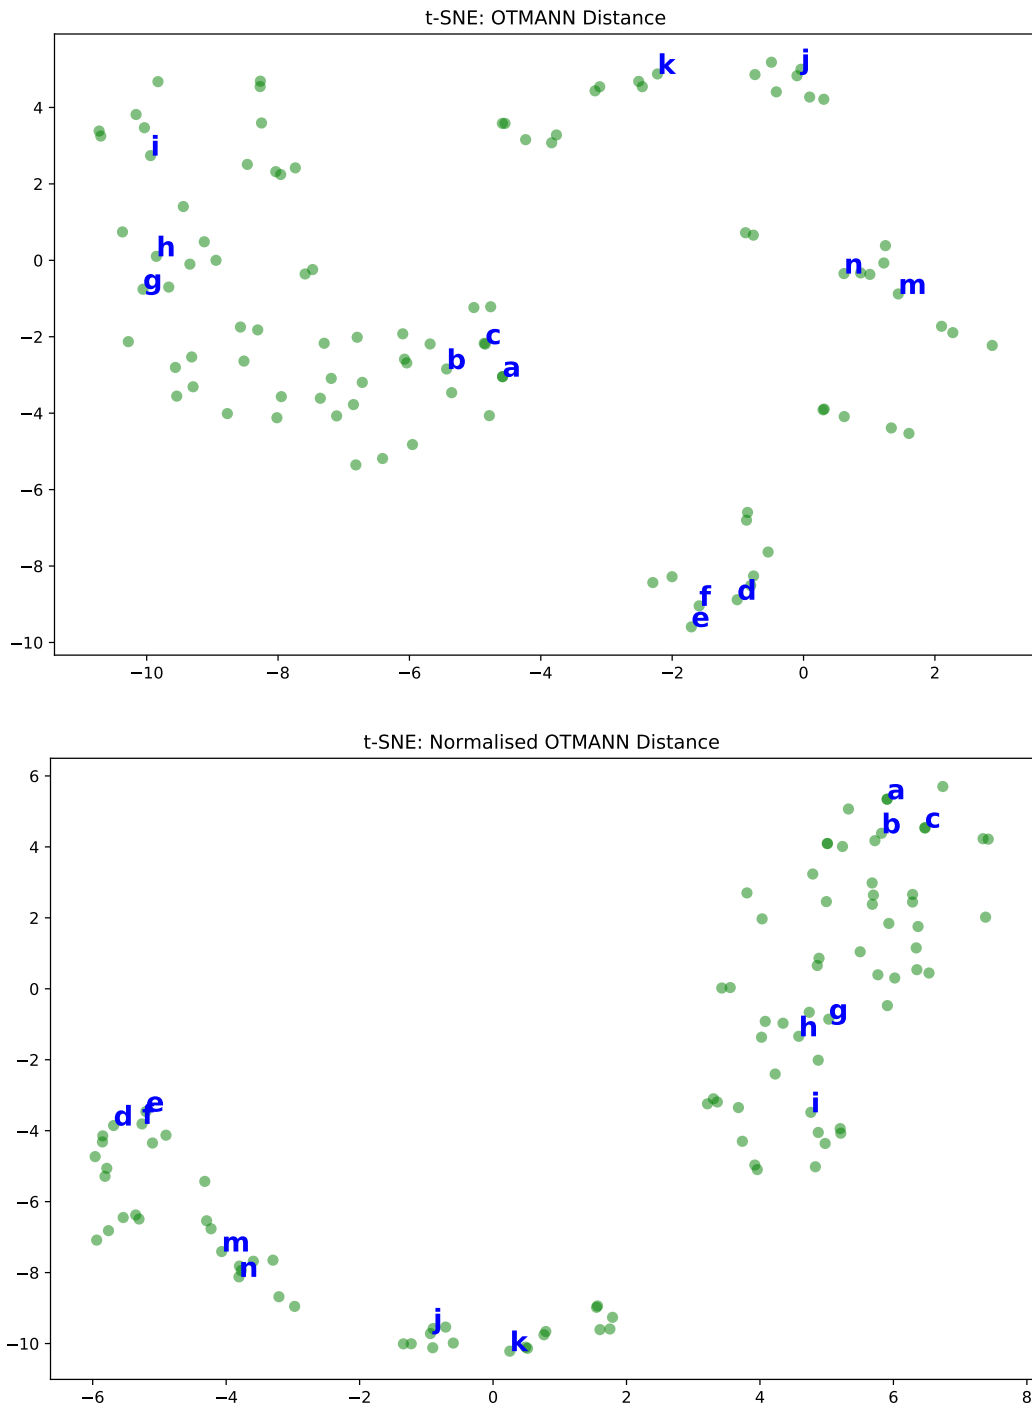 t-SNE: OTMANN Distance
4
2
0
−2
−4
−6
−8
−10
k
j
i
h
g
n
m
c
b
a
f
d
e
−10 −8 −6 −4 −2 0 2
t-SNE: Normalised OTMANN Distance
6
4
2
0
−2
−4
−6
−8
−10
a
c
b
g
h
i
e
d
f
m
n
j
k
−6 −4 −2 0 2 4 6 8